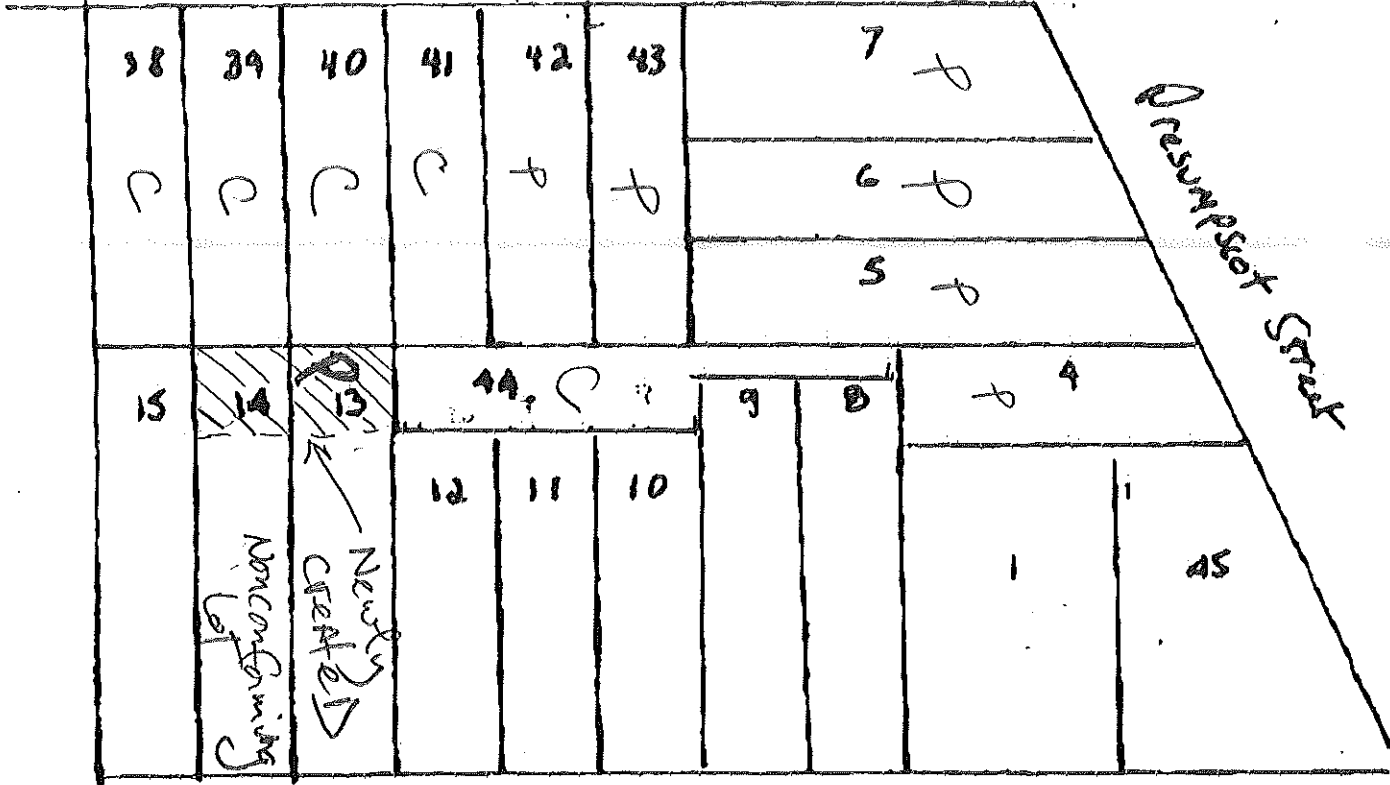 38 39 40 41 42 43 7
C C C C P P P
6 P
5 P
Presumpscot Street
15 14 P 13 44 C ? 9 8 P 4
12 11 10
1 45
Newly
Created
Nonconforming
Lot